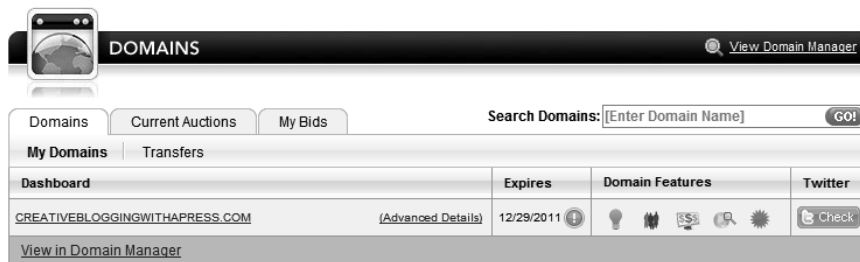 DOMAINS
View Domain Manager
Domains Current Auctions My Bids Search Domains: [Enter Domain Name] GO!
My Domains Transfers
Dashboard Expires Domain Features Twitter
CREATIVEBLOGGINGWITHAPRESS.COM (Advanced Details) 12/29/2011 $$$ Check
View in Domain Manager